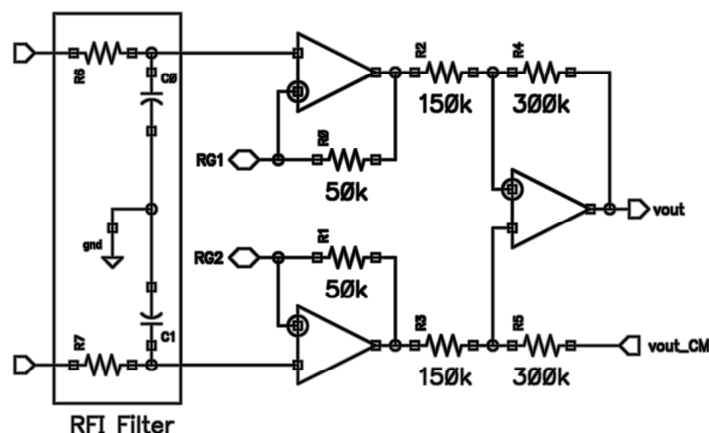 R6
C0
R2
150k
R4
300k
RG1
R0
50k
gnd
vout
RG2
R1
50k
R7
C1
R3
150k
R5
300k
vout_CM
RFI Filter